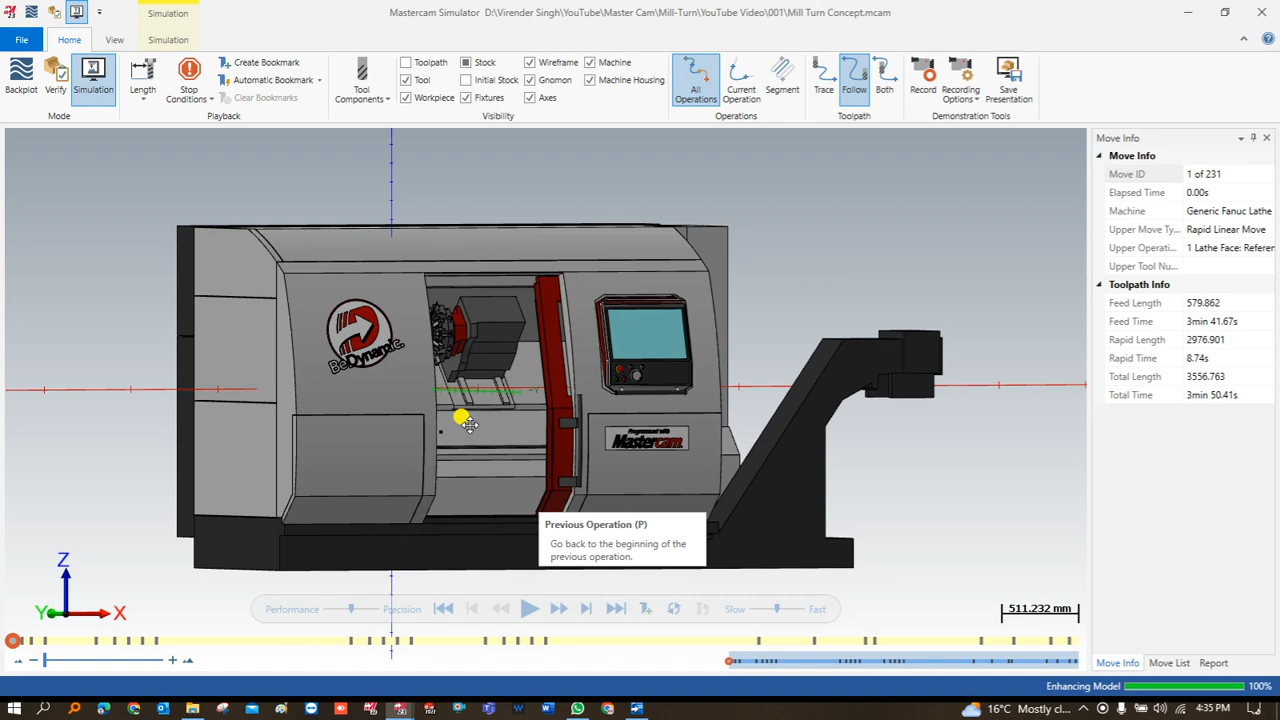 Simulation
Mastercam Simulator D:\Virender Singh\YouTube\Master Cam\Mill-Turn\YouTube Video\001\Mill Turn Concept.mcam
File
Home
View
Simulation
Backplot
Verify
Simulation
Mode
Length
Stop
Conditions
Create Bookmark
Automatic Bookmark
Clear Bookmarks
Playback
Tool
Components
Toolpath
Tool
Workpiece
Stock
Initial Stock
Fixtures
Wireframe
Gnomon
Axes
Machine
Machine Housing
Visibility
All
Operations
Current
Operation
Segment
Operations
Trace
Follow
Both
Toolpath
Record
Recording
Options
Save
Presentation
Demonstration Tools
BeDynamic.
Programmed with
Mastercam
Previous Operation (P)
Go back to the beginning of the
previous operation.
Z
Y
X
Performance
Precision
Slow
Fast
511.232 mm
Move Info
Move Info
Move ID 1 of 231
Elapsed Time 0.00s
Machine Generic Fanuc Lathe
Upper Move Ty... Rapid Linear Move
Upper Operati... 1 Lathe Face: Referen
Upper Tool Nu...
Toolpath Info
Feed Length 579.862
Feed Time 3min 41.67s
Rapid Length 2976.901
Rapid Time 8.74s
Total Length 3556.763
Total Time 3min 50.41s
Move Info
Move List
Report
Enhancing Model 100%
16°C Mostly cl...
ENG
4:35 PM